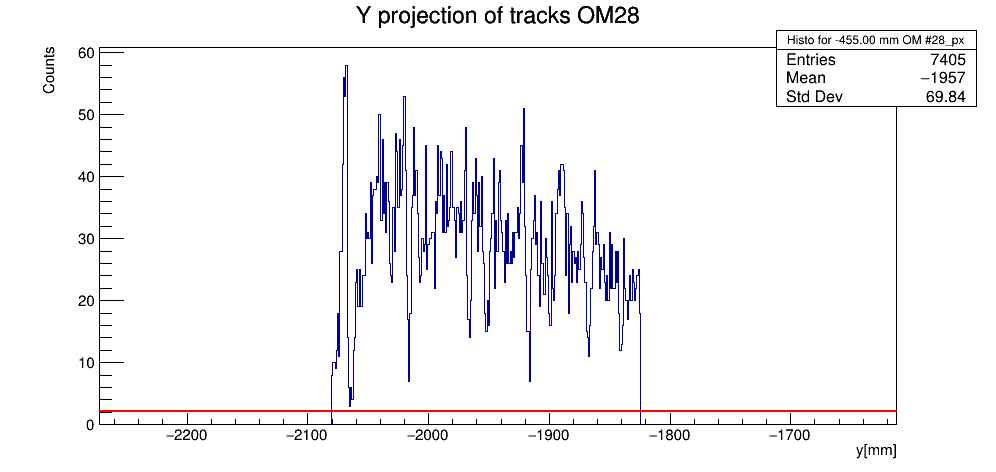 Y projection of tracks OM28
Histo for -455.00 mm OM #28_px
Entries 7405
Mean −1957
Std Dev 69.84
Counts
60
50
40
30
20
10
0
−2200 −2100 −2000 −1900 −1800 −1700
y[mm]